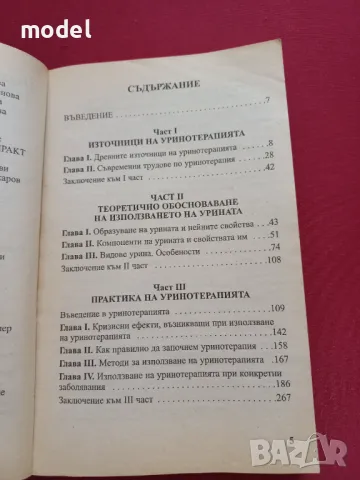 model
СЪДЪРЖАНИЕ
ВЪВЕДЕНИЕ 7
Част I
ИЗТОЧНИЦИ НА УРИНОТЕРАПИЯТА
Глава I. Древните източници на уринотерапията 8
Глава II. Съвременни трудове по уринотерапия 28
Заключение към I част 42
ЧАСТ II
ТЕОРЕТИЧНО ОБОСНОВАВАНЕ
НА ИЗПОЛЗВАНЕТО НА УРИНАТА
Глава I. Образуване на урината и нейните свойства 43
Глава II. Компоненти на урината и свойствата им 51
Глава III. Видове урина. Особености 74
Заключение към II част 108
Част III
ПРАКТИКА НА УРИНОТЕРАПИЯТА
Въведение в уринотерапията 109
Глава I. Кризисни ефекти, възникващи при използване
на уринотерапията 142
Глава II. Как правилно да започнем уринотерапия 158
Глава III. Методи за използване на уринотерапията 167
Глава IV. Използване на уринотерапията при конкретни
заболявания 186
Заключение към III част 267
5
bazar